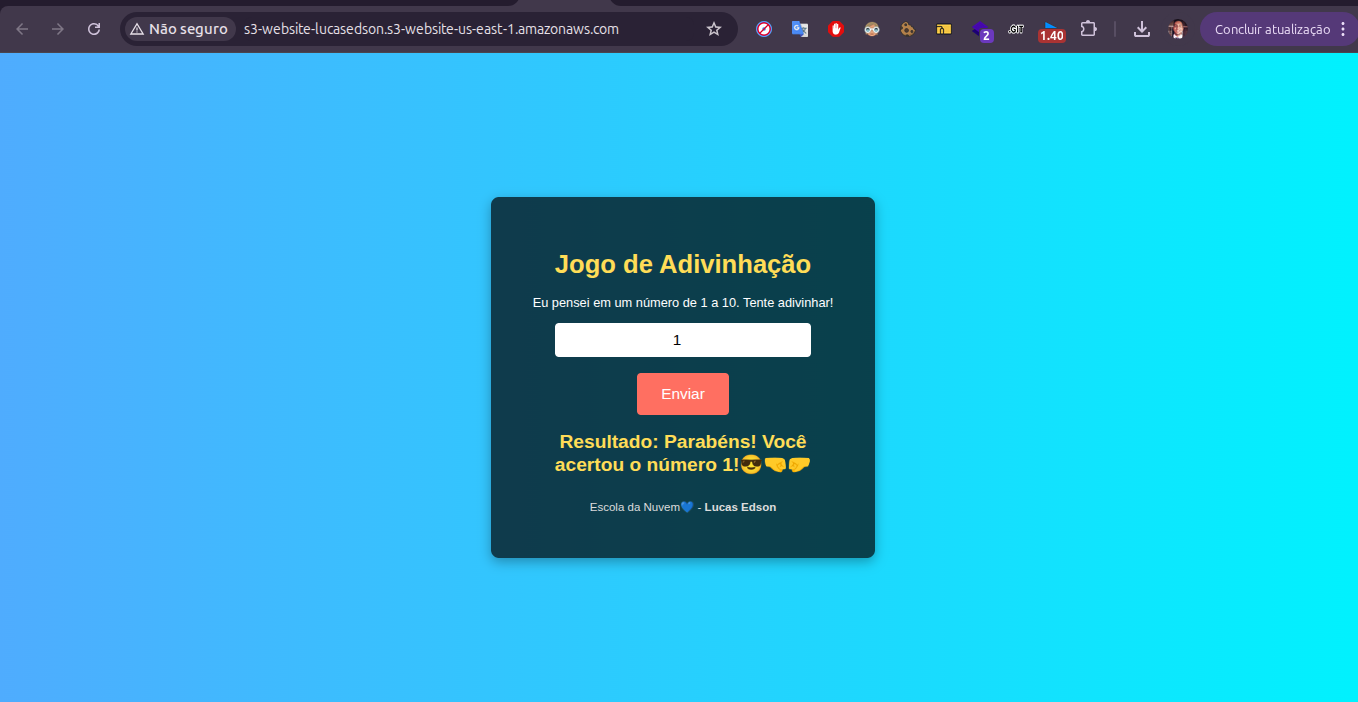 Não seguro s3-website-lucasedson.s3-website-us-east-1.amazonaws.com 2 1.40 Concluir atualização
Jogo de Adivinhação
Eu pensei em um número de 1 a 10. Tente adivinhar!
1
Enviar
Resultado: Parabéns! Você
acertou o número 1!😎🤜🤛
Escola da Nuvem💙 - Lucas Edson